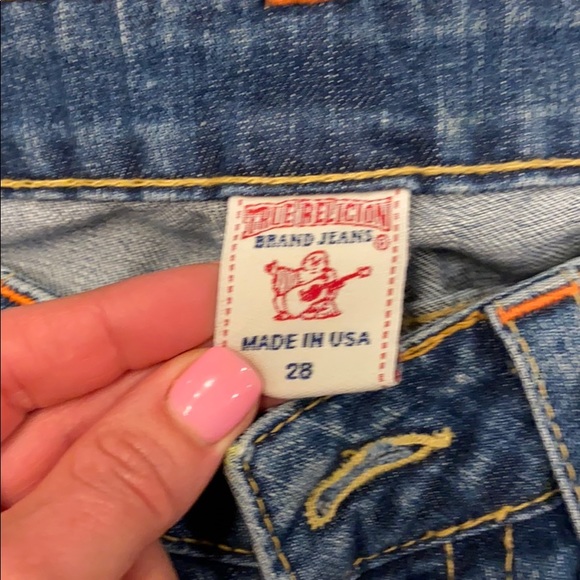 TRUE RELIGION
BRAND JEANS®
MADE IN USA
28